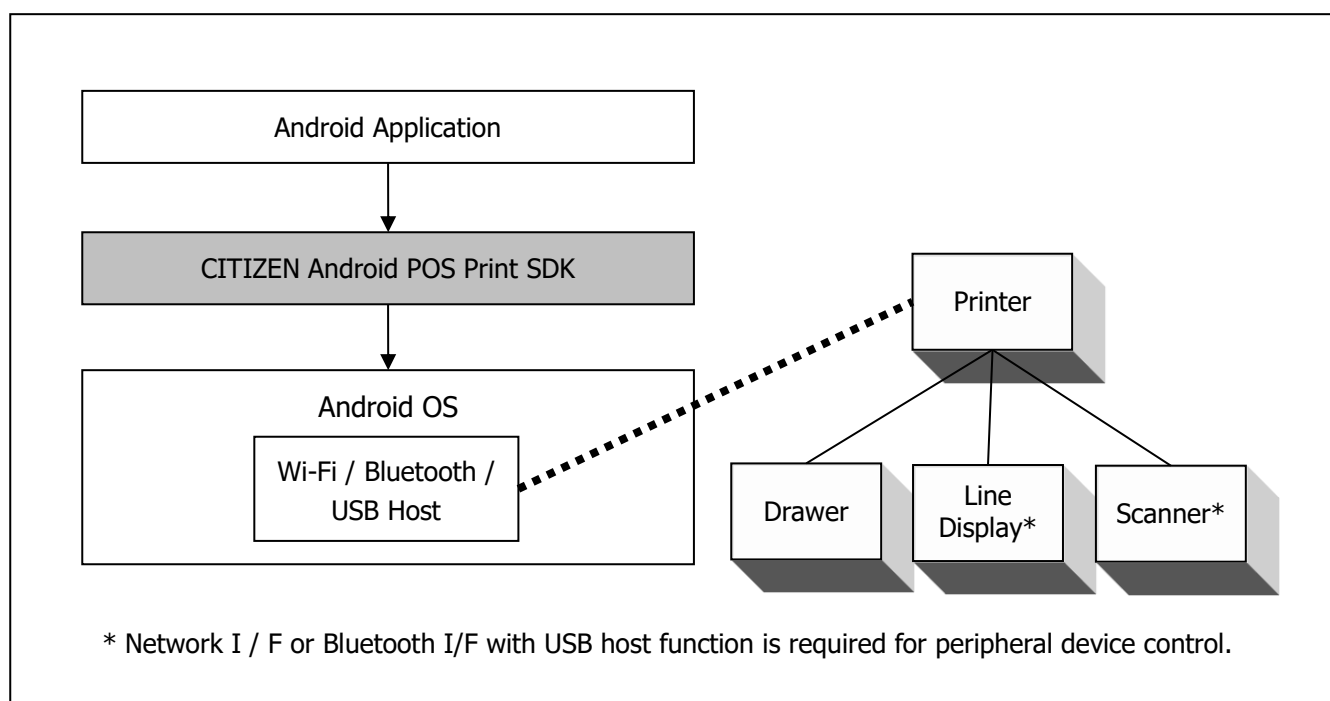 Android Application
CITIZEN Android POS Print SDK
Android OS
Wi-Fi / Bluetooth /
USB Host
Printer
Drawer
Line
Display*
Scanner*
* Network I / F or Bluetooth I/F with USB host function is required for peripheral device control.